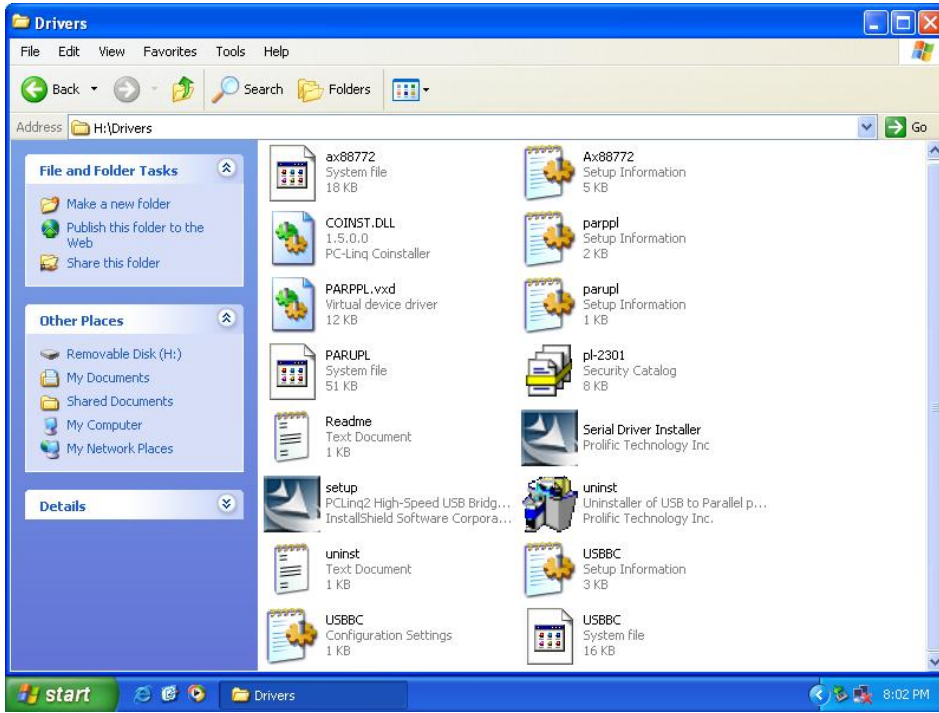 Drivers
File Edit View Favorites Tools Help
Back Search Folders
Address H:\Drivers Go
File and Folder Tasks
Make a new folder
Publish this folder to the
Web
Share this folder
Other Places
Removable Disk (H:)
My Documents
Shared Documents
My Computer
My Network Places
Details
ax88772
System file
18 KB
Ax88772
Setup Information
5 KB
COINST.DLL
1.5.0.0
PC-Linq Coinstaller
parppl
Setup Information
2 KB
PARPPL.vxd
Virtual device driver
12 KB
parupl
Setup Information
1 KB
PARUPL
System file
51 KB
pl-2301
Security Catalog
8 KB
Readme
Text Document
1 KB
Serial Driver Installer
Prolific Technology Inc
setup
PCLinq2 High-Speed USB Bridg...
InstallShield Software Corpora...
uninst
Uninstaller of USB to Parallel p...
Prolific Technology Inc.
uninst
Text Document
1 KB
USBBC
Setup Information
3 KB
USBBC
Configuration Settings
1 KB
USBBC
System file
16 KB
start Drivers 8:02 PM